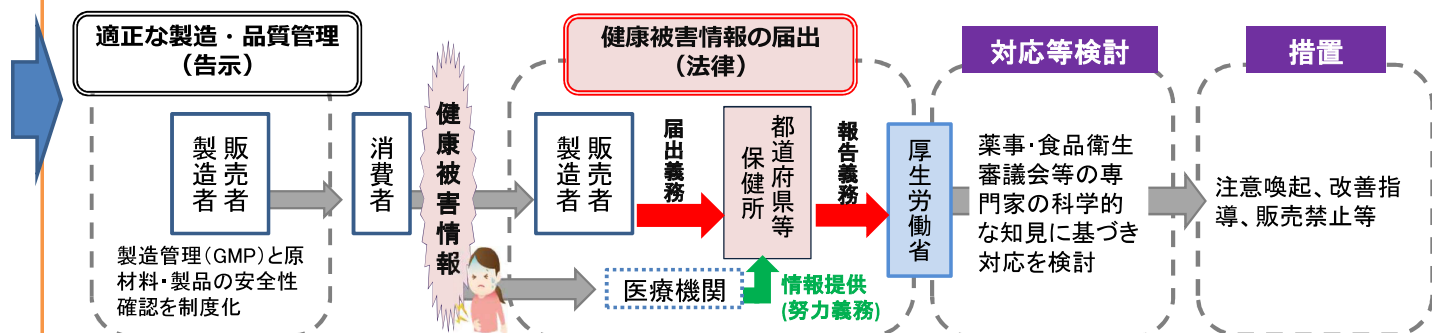 適正な製造・品質管理
（告示）
販売者
製造者
製造管理(GMP)と原
材料・製品の安全性
確認を制度化
消費者
健康被害情報
健康被害情報の届出
（法律）
販売者
製造者
届出義務
都道府県等
保健所
報告義務
医療機関
情報提供
(努力義務)
厚生労働省
対応等検討
薬事・食品衛生
審議会等の専
門家の科学的
な知見に基づき
対応を検討
措置
注意喚起、改善指
導、販売禁止等